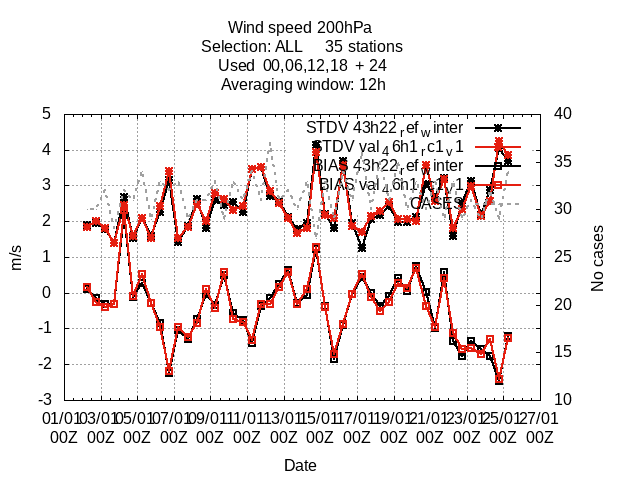 Wind speed 200hPa
Selection: ALL 35 stations
Used 00,06,12,18 + 24
Averaging window: 12h
STDV 43h22refwinter
STDV val46h1rc1v1
BIAS 43h22refwinter
BIAS val46h1rc1v1
CASES
5
4
3
2
1
0
-1
-2
-3
m/s
40
35
30
25
20
15
10
No cases
01/01 03/01 05/01 07/01 09/01 11/01 13/01 15/01 17/01 19/01 21/01 23/01 25/01 27/01
00Z 00Z 00Z 00Z 00Z 00Z 00Z 00Z 00Z 00Z 00Z 00Z 00Z 00Z
Date